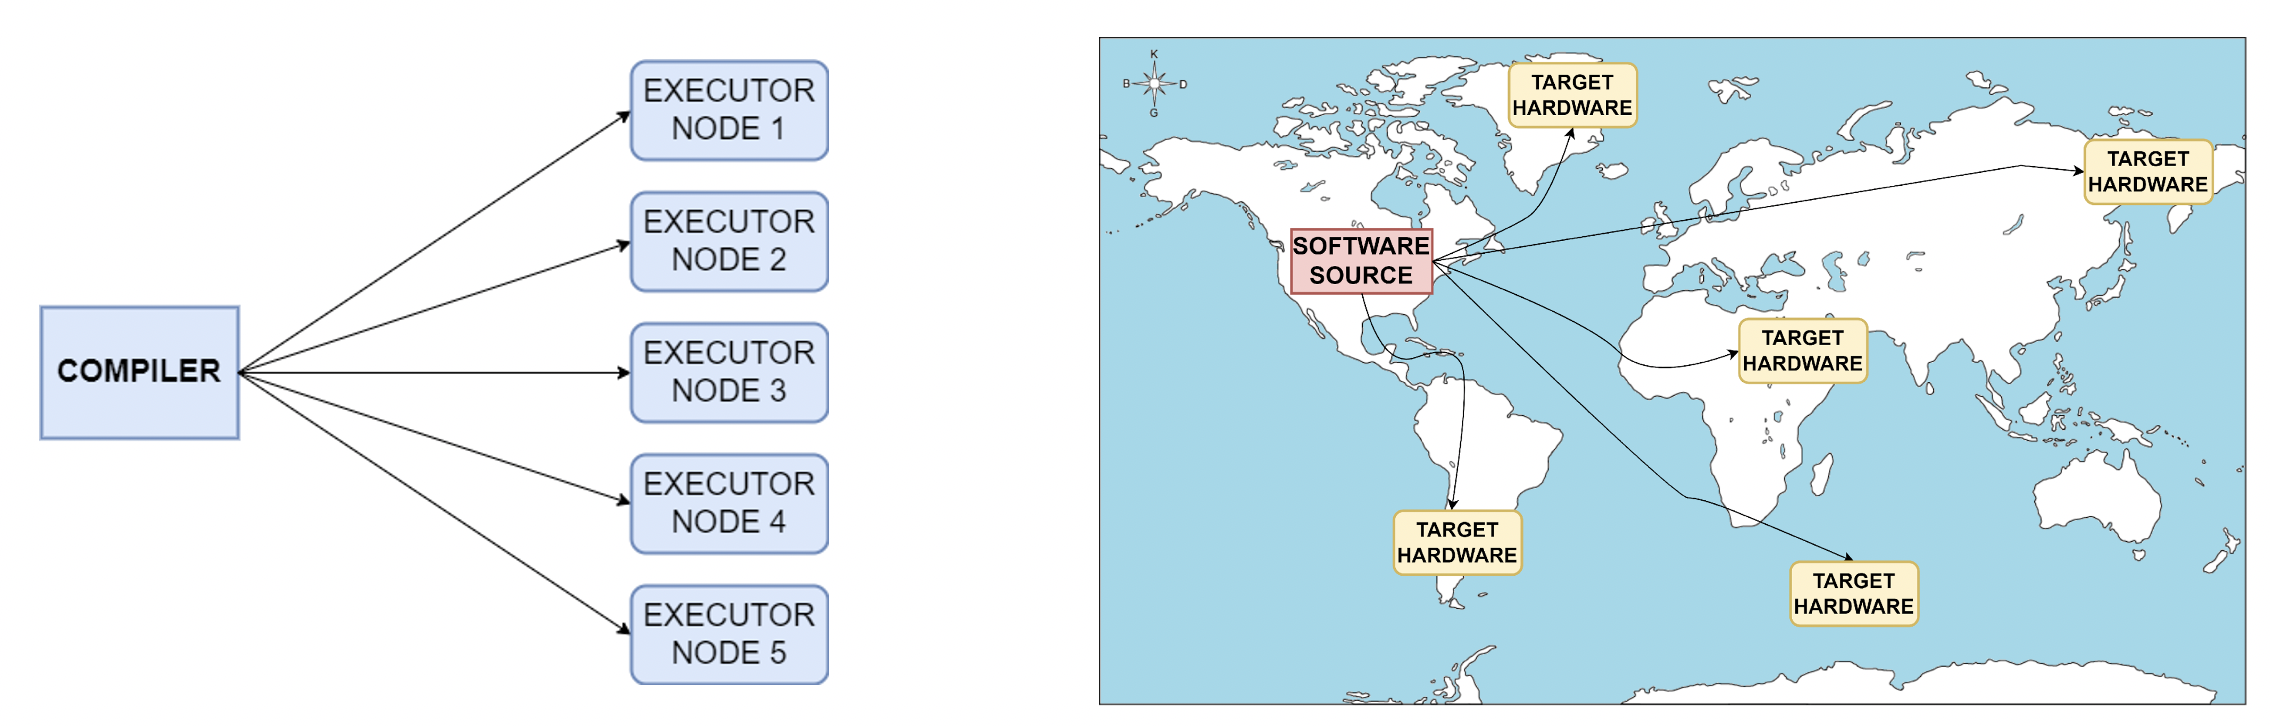 COMPILER
EXECUTOR
NODE 1
EXECUTOR
NODE 2
EXECUTOR
NODE 3
EXECUTOR
NODE 4
EXECUTOR
NODE 5
K
B
D
G
TARGET
HARDWARE
TARGET
HARDWARE
SOFTWARE
SOURCE
TARGET
HARDWARE
TARGET
HARDWARE
TARGET
HARDWARE